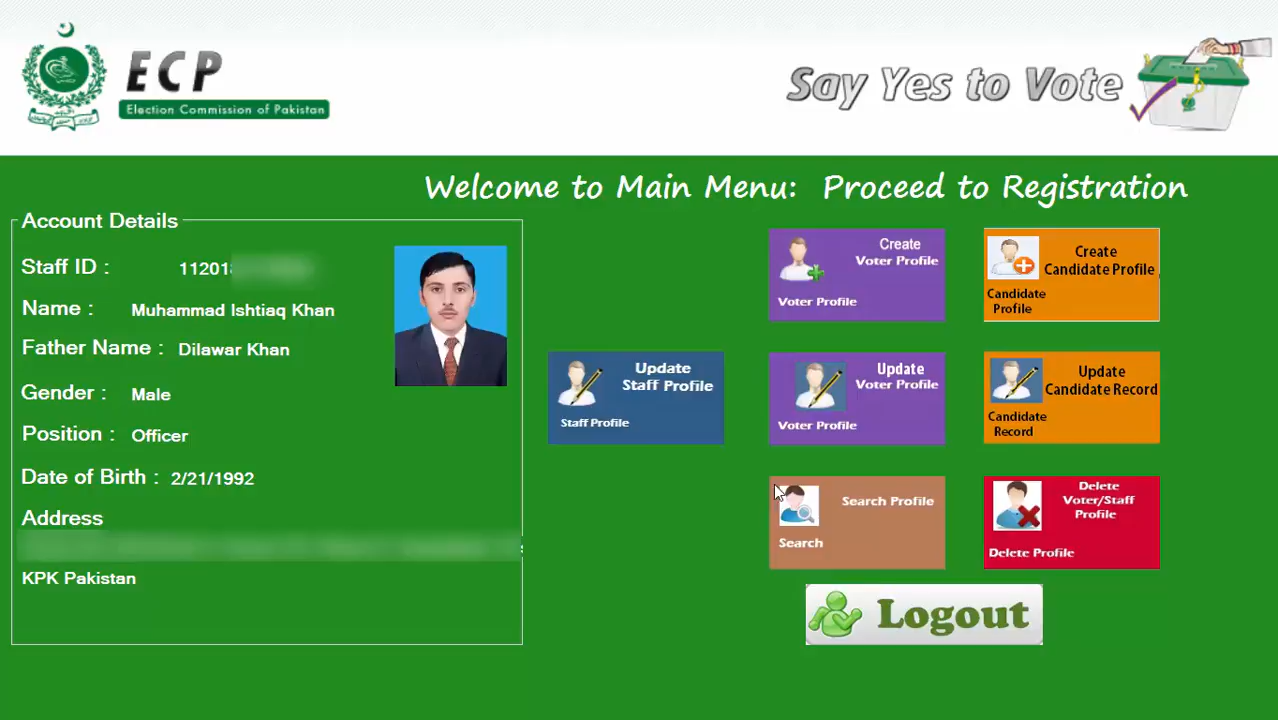 ECP
Election Commission of Pakistan
Say Yes to Vote
Welcome to Main Menu: Proceed to Registration
Account Details
Staff ID : 11201
Name : Muhammad Ishtiaq Khan
Father Name : Dilawar Khan
Gender : Male
Position : Officer
Date of Birth : 2/21/1992
Address
KPK Pakistan
Create
Voter Profile
Voter Profile
Create
Candidate Profile
Candidate
Profile
Update
Staff Profile
Staff Profile
Update
Voter Profile
Voter Profile
Update
Candidate Record
Candidate
Record
Search Profile
Search
Delete
Voter/Staff
Profile
Delete Profile
Logout